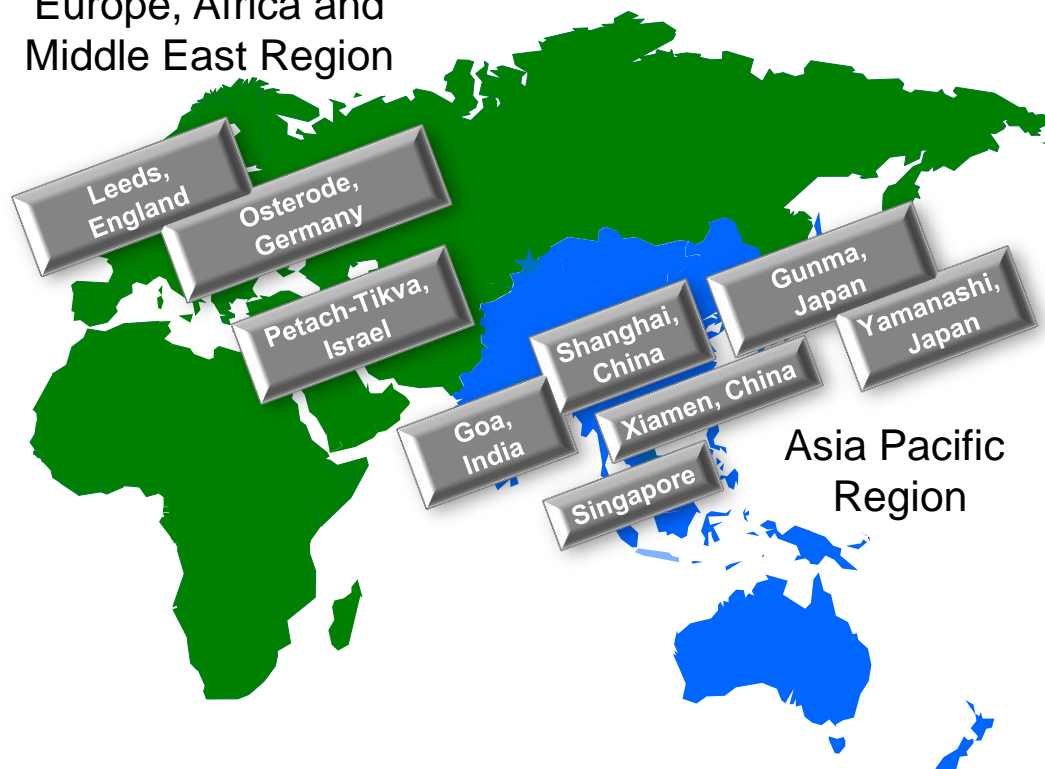 Europe, Africa and
Middle East Region
Leeds,
England
Osterode,
Germany
Petach-Tikva,
Israel
Gunma,
Japan
Yamanashi,
Japan
Shanghai,
China
Xiamen, China
Goa,
India
Singapore
Asia Pacific
Region